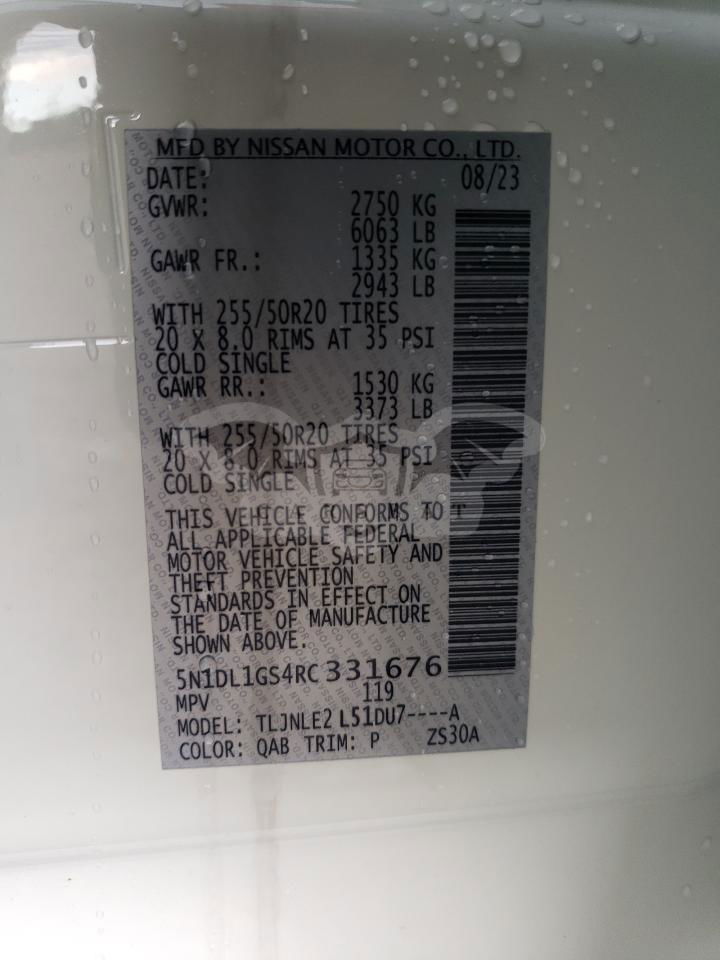 MFD BY NISSAN MOTOR CO., LTD.
DATE: 08/23
GVWR: 2750 KG
6063 LB
GAWR FR.: 1335 KG
2943 LB
WITH 255/50R20 TIRES
20 X 8.0 RIMS AT 35 PSI
COLD SINGLE
GAWR RR.: 1530 KG
3373 LB
WITH 255/50R20 TIRES
20 X 8.0 RIMS AT 35 PSI
COLD SINGLE
THIS VEHICLE CONFORMS TO
ALL APPLICABLE FEDERAL
MOTOR VEHICLE SAFETY AND
THEFT PREVENTION
STANDARDS IN EFFECT ON
THE DATE OF MANUFACTURE
SHOWN ABOVE.
5N1DL1GS4RC331676
MPV 119
MODEL: TLJNLE2 L51DU7----A
COLOR: QAB TRIM: P ZS30A